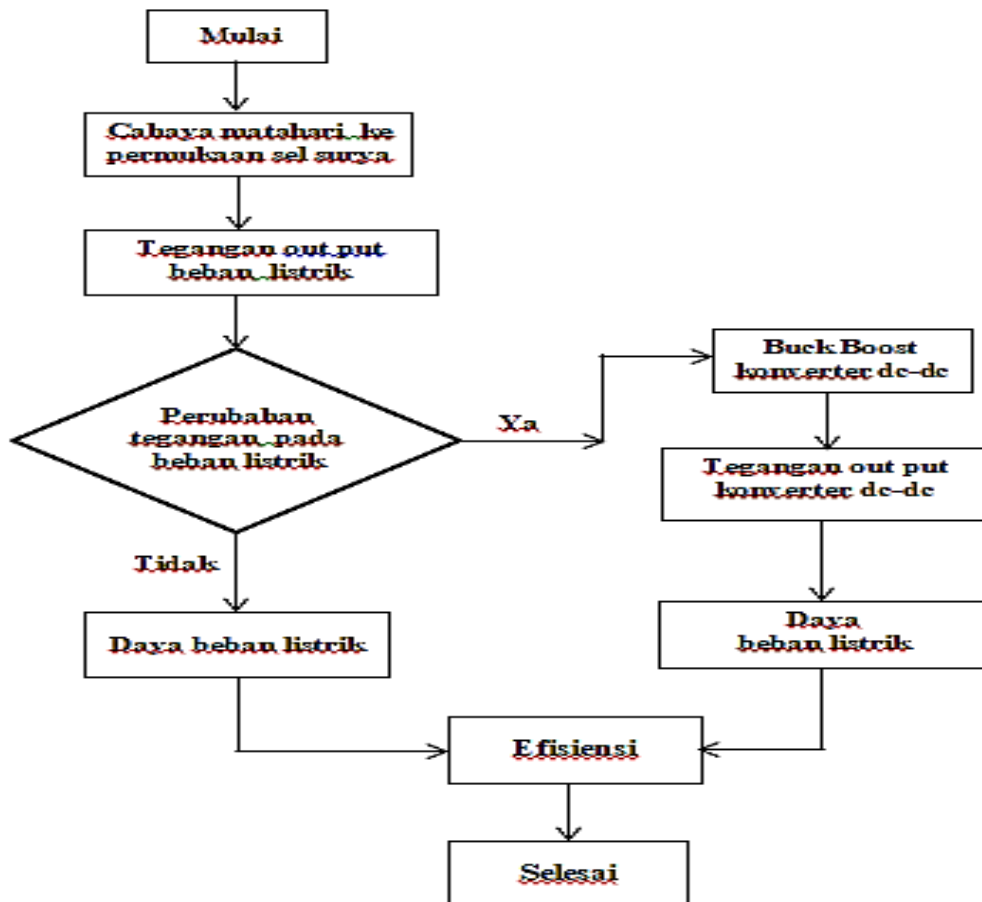 Mulai
Cahaya matahari ke
permukaan sel surya
Tegangan out put
beban listrik
Perubahan
tegangan pada
beban listrik
Ya
Buck Boost
konverter dc-dc
Tegangan out put
konverter dc-dc
Tidak
Daya beban listrik
Daya
beban listrik
Efisiensi
Selesai